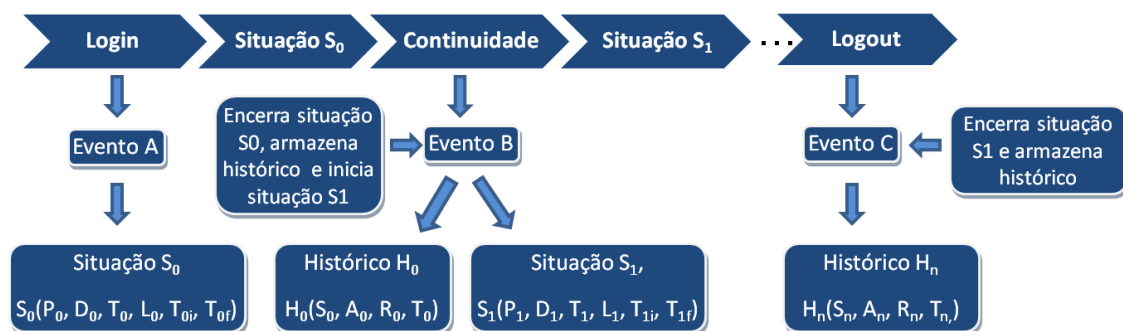 Login
Situação S₀
Continuidade
Situação S₁
...
Logout
Evento A
Encerra situação
S0, armazena
histórico e inicia
situação S1
Evento B
Evento C
Encerra situação
S1 e armazena
histórico
Situação S₀
S₀(P₀, D₀, T₀, L₀, T₀ᵢ, T₀f)
Histórico H₀
H₀(S₀, A₀, R₀, T₀)
Situação S₁,
S₁(P₁, D₁, T₁, L₁, T₁ᵢ, T₁f)
Histórico Hₙ
Hₙ(Sₙ, Aₙ, Rₙ, Tₙ,)